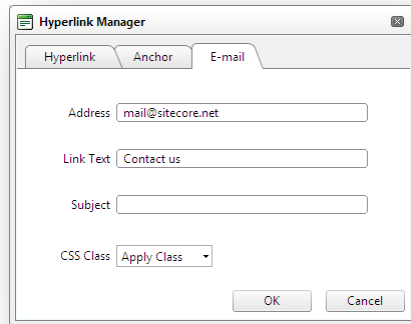 Hyperlink Manager
Hyperlink Anchor E-mail
Address mail@sitecore.net
Link Text Contact us
Subject
CSS Class Apply Class
OK Cancel